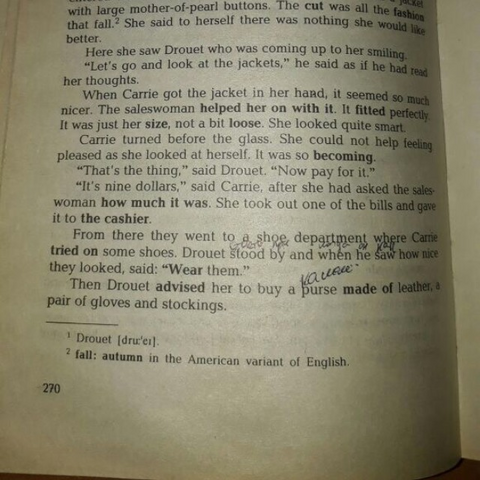 jacket
with large mother-of-pearl buttons. The cut was all the fashion
that fall.² She said to herself there was nothing she would like
better.
Here she saw Drouet who was coming up to her smiling.
“Let's go and look at the jackets,” he said as if he had read
her thoughts.
When Carrie got the jacket in her hand, it seemed so much
nicer. The saleswoman helped her on with it. It fitted perfectly.
It was just her size, not a bit loose. She looked quite smart.
Carrie turned before the glass. She could not help feeling
pleased as she looked at herself. It was so becoming.
“That's the thing,” said Drouet. “Now pay for it.”
“It's nine dollars,” said Carrie, after she had asked the sales-
woman how much it was. She took out one of the bills and gave
it to the cashier.
From there they went to a shoe department where Carrie
tried on some shoes. Drouet stood by and when he saw how nice
they looked, said: “Wear them.”
Then Drouet advised her to buy a purse made of leather, a
pair of gloves and stockings.
¹ Drouet [dru:'eɪ].
² fall: autumn in the American variant of English.
270